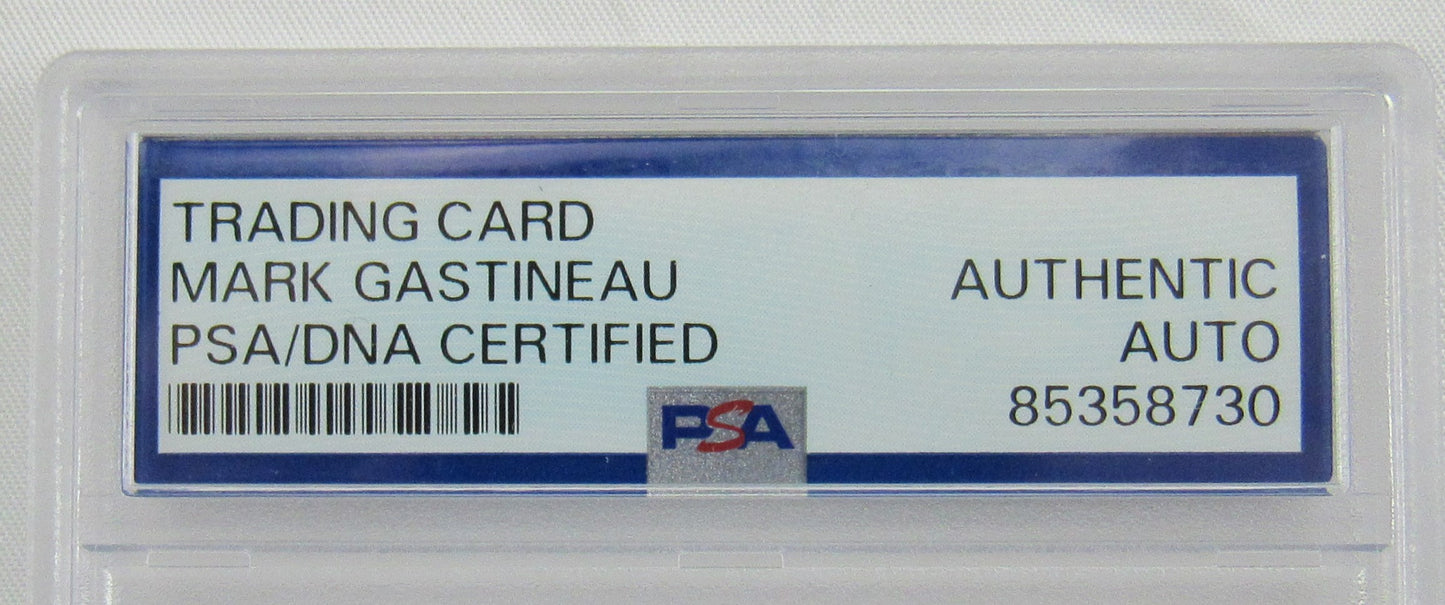 TRADING CARD
MARK GASTINEAU
PSA/DNA CERTIFIED
AUTHENTIC
AUTO
85358730
PSA